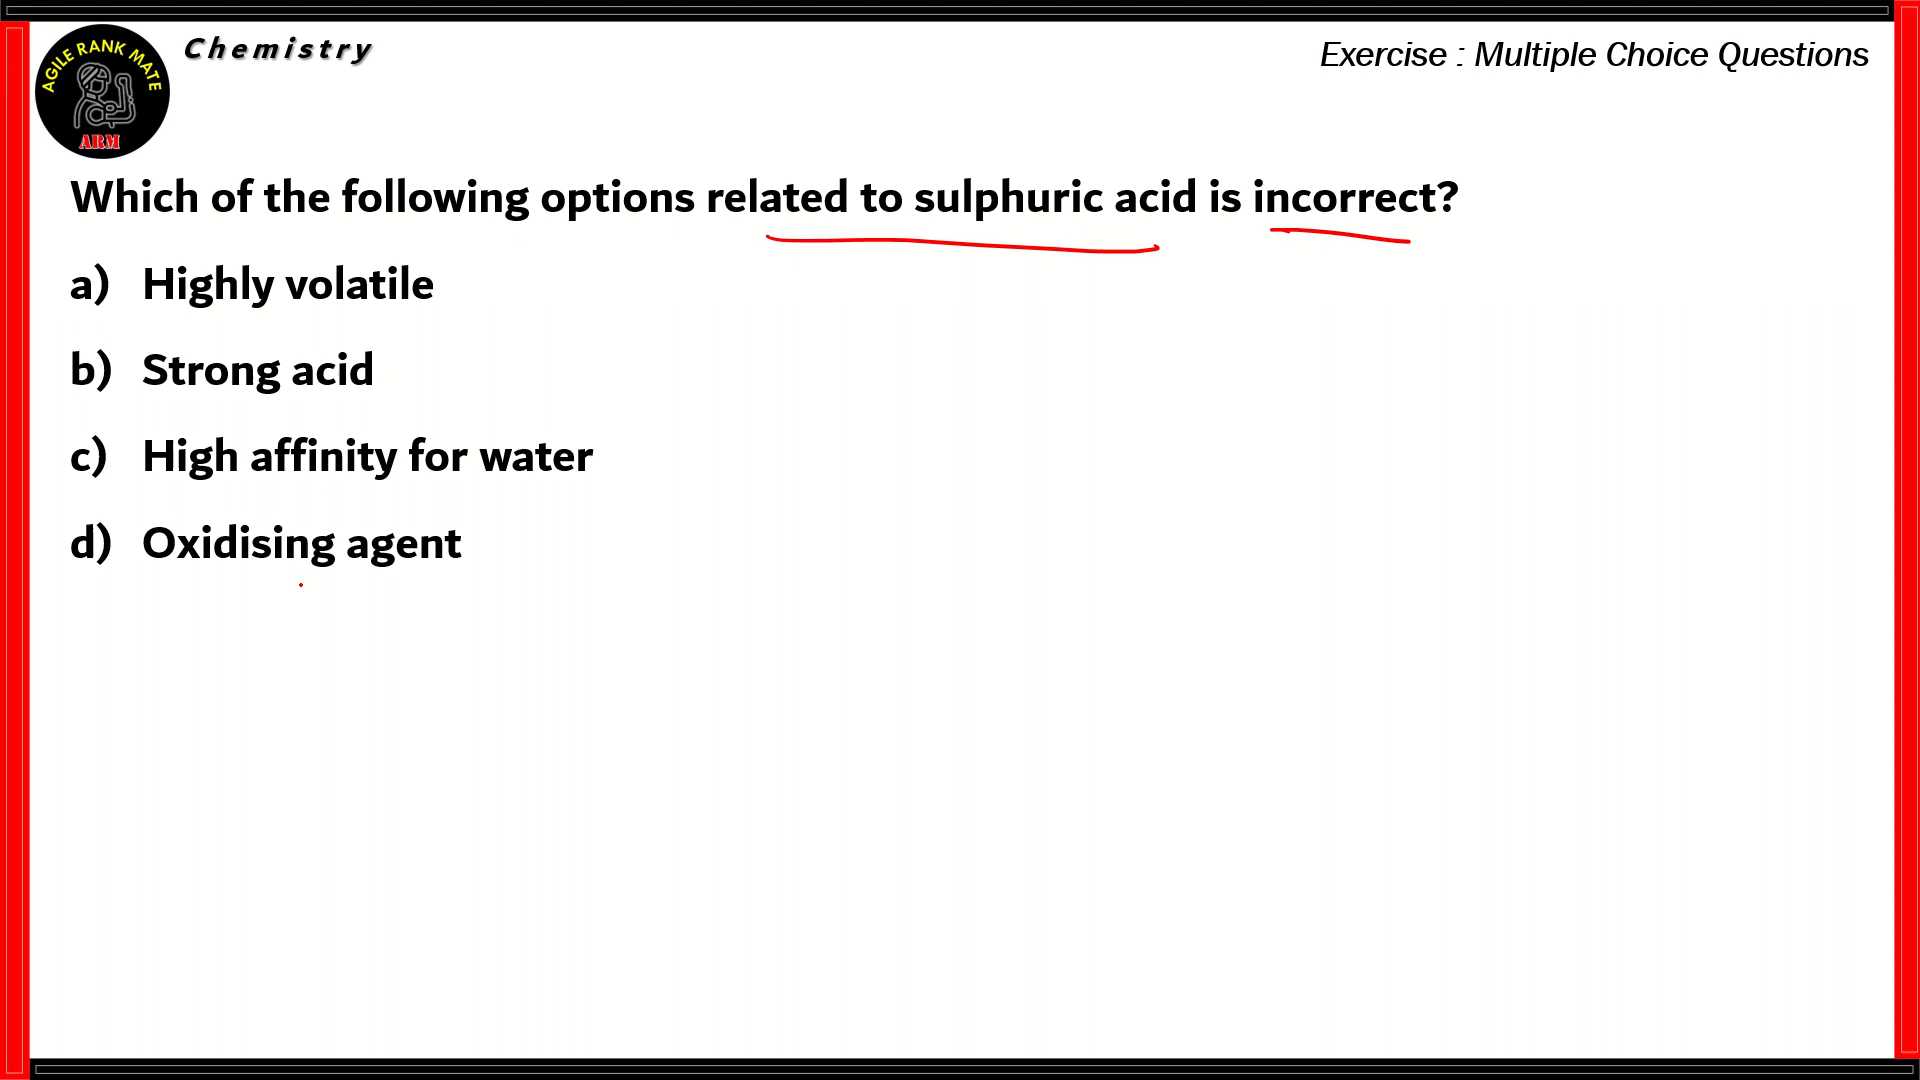 AGILE RANK MATE
ARM
Chemistry
Exercise : Multiple Choice Questions
Which of the following options related to sulphuric acid is incorrect?
a) Highly volatile
b) Strong acid
c) High affinity for water
d) Oxidising agent